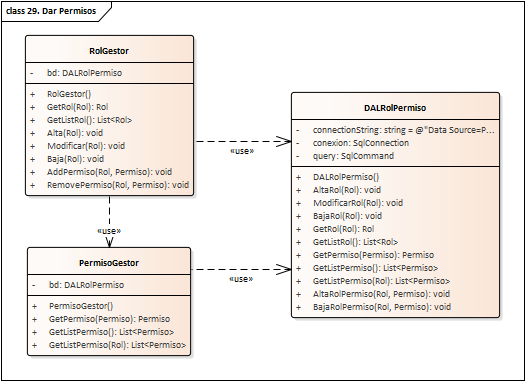 class 29. Dar Permisos
RolGestor
- bd: DALRolPermiso
+ RolGestor()
+ GetRol(Rol): Rol
+ GetListRol(): List<Rol>
+ Alta(Rol): void
+ Modificar(Rol): void
+ Baja(Rol): void
+ AddPermiso(Rol, Permiso): void
+ RemovePermiso(Rol, Permiso): void
«use»
«use»
PermisoGestor
- bd: DALRolPermiso
+ PermisoGestor()
+ GetPermiso(Permiso): Permiso
+ GetListPermiso(): List<Permiso>
+ GetListPermiso(Rol): List<Permiso>
«use»
DALRolPermiso
- connectionString: string = @"Data Source=P...
- conexion: SqlConnection
- query: SqlCommand
+ DALRolPermiso()
+ AltaRol(Rol): void
+ ModificarRol(Rol): void
+ BajaRol(Rol): void
+ GetRol(Rol): Rol
+ GetListRol(): List<Rol>
+ GetPermiso(Permiso): Permiso
+ GetListPermiso(): List<Permiso>
+ GetListPermiso(Rol): List<Permiso>
+ AltaRolPermiso(Rol, Permiso): void
+ BajaRolPermiso(Rol, Permiso): void